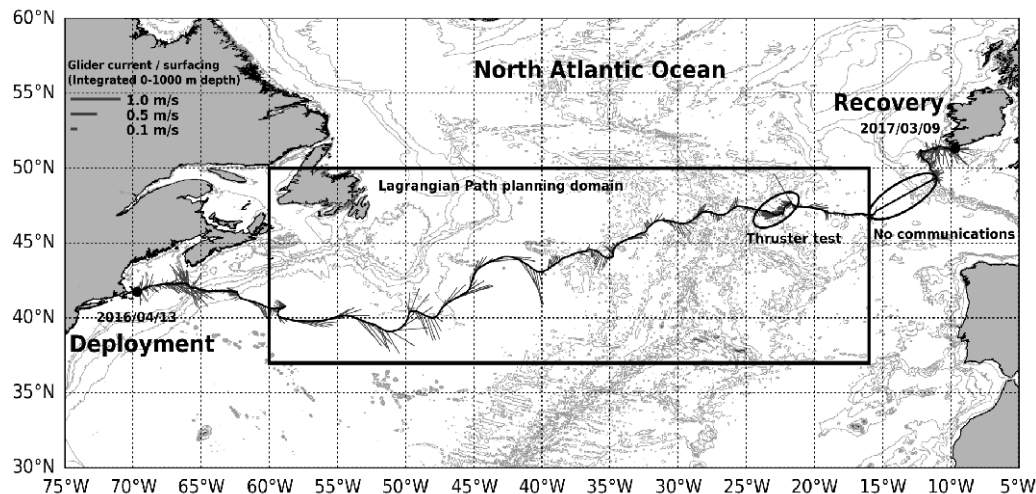 60°N
55°N
50°N
45°N
40°N
35°N
30°N
Glider current / surfacing
(Integrated 0-1000 m depth)
1.0 m/s
0.5 m/s
0.1 m/s
North Atlantic Ocean
Recovery
2017/03/09
Lagrangian Path planning domain
Thruster test
No communications
2016/04/13
Deployment
75°W 70°W 65°W 60°W 55°W 50°W 45°W 40°W 35°W 30°W 25°W 20°W 15°W 10°W 5°W